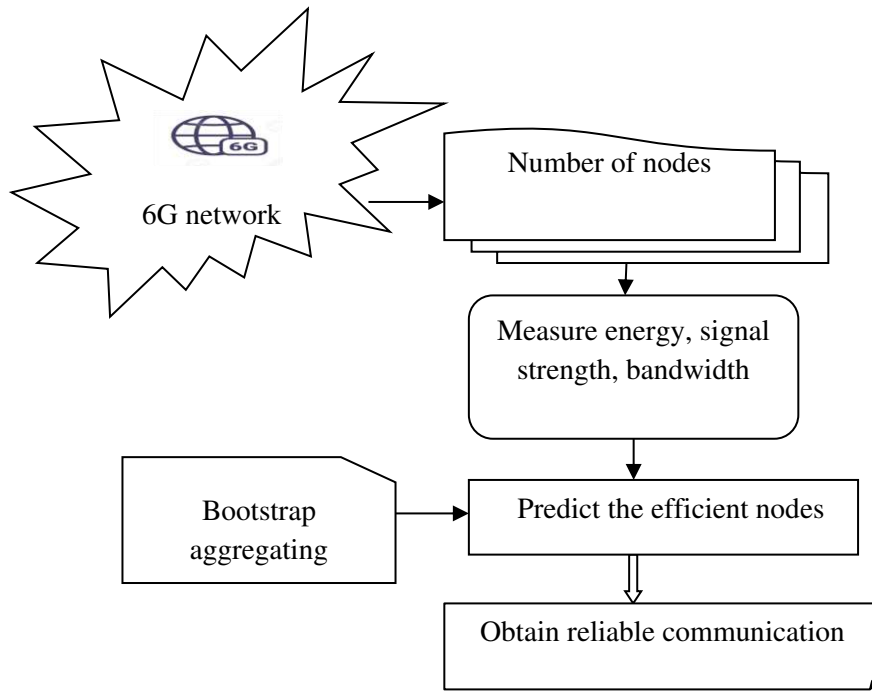 6G
6G network
Number of nodes
Measure energy, signal
strength, bandwidth
Bootstrap
aggregating
Predict the efficient nodes
Obtain reliable communication